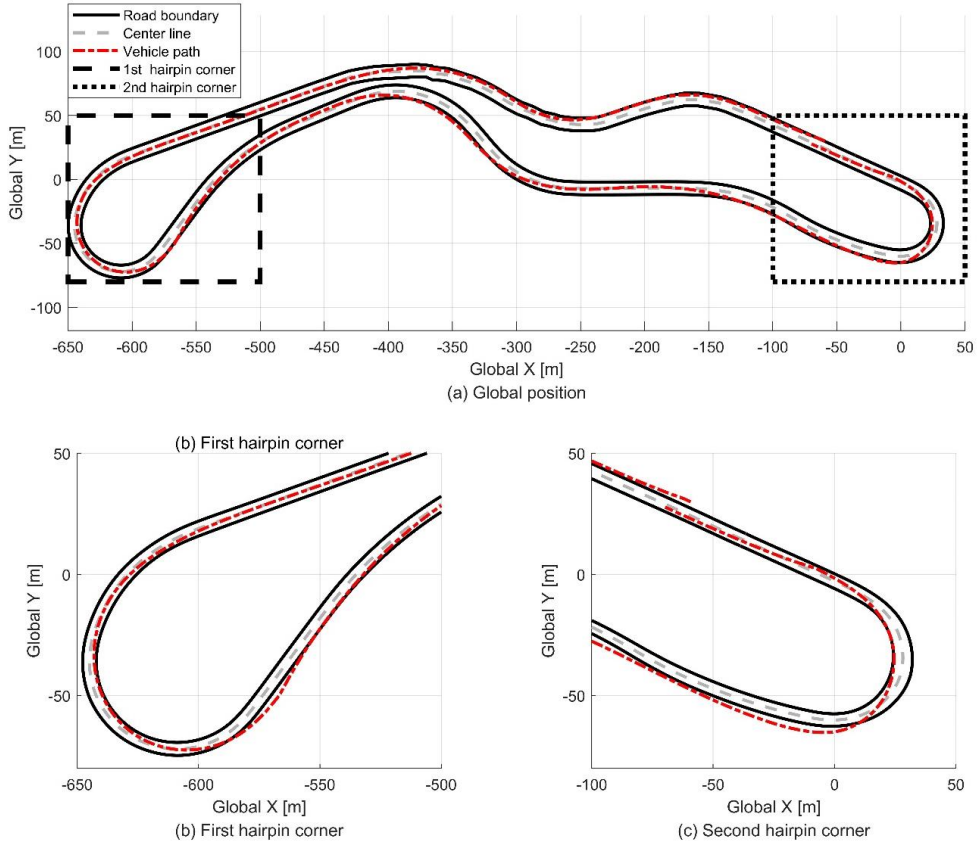 Road boundary
Center line
Vehicle path
1st hairpin corner
2nd hairpin corner
100
50
0
-50
-100
Global Y [m]
-650 -600 -550 -500 -450 -400 -350 -300 -250 -200 -150 -100 -50 0 50
Global X [m]
(a) Global position
(b) First hairpin corner
50
0
-50
Global Y [m]
-650 -600 -550 -500
Global X [m]
(b) First hairpin corner
50
0
-50
Global Y [m]
-100 -50 0 50
Global X [m]
(c) Second hairpin corner